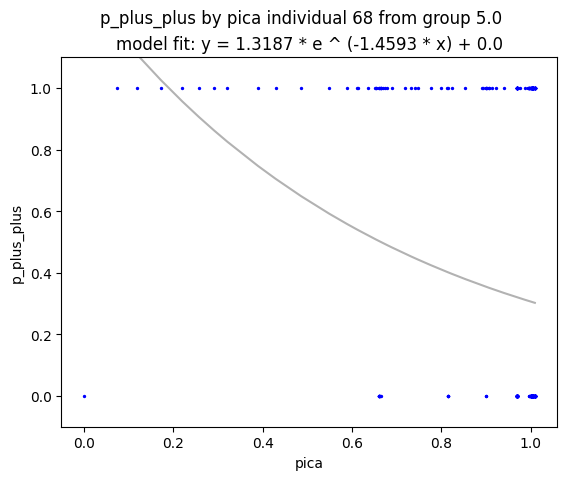 p_plus_plus by pica individual 68 from group 5.0
model fit: y = 1.3187 * e ^ (-1.4593 * x) + 0.0
1.0
0.8
0.6
0.4
0.2
0.0
p_plus_plus
0.0 0.2 0.4 0.6 0.8 1.0
pica